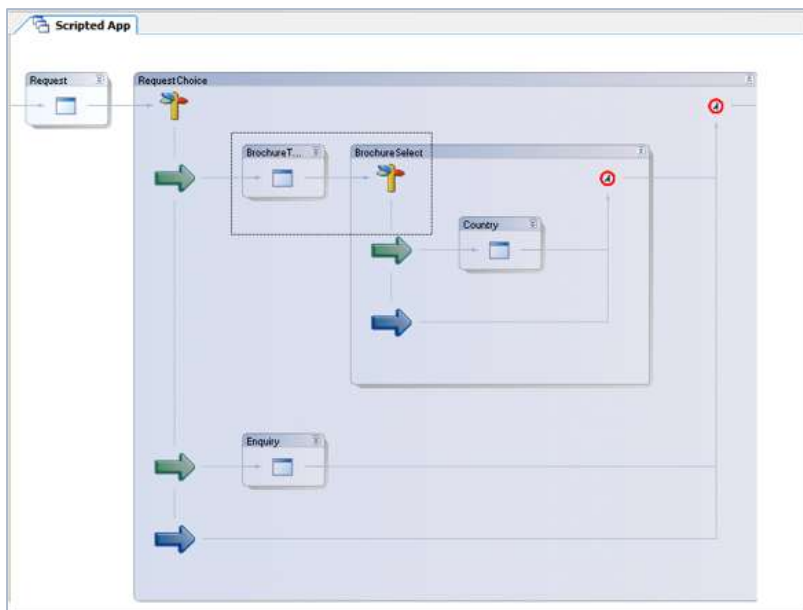 Scripted App
Request
RequestChoice
BrochureT...
BrochureSelect
Country
Enquiry